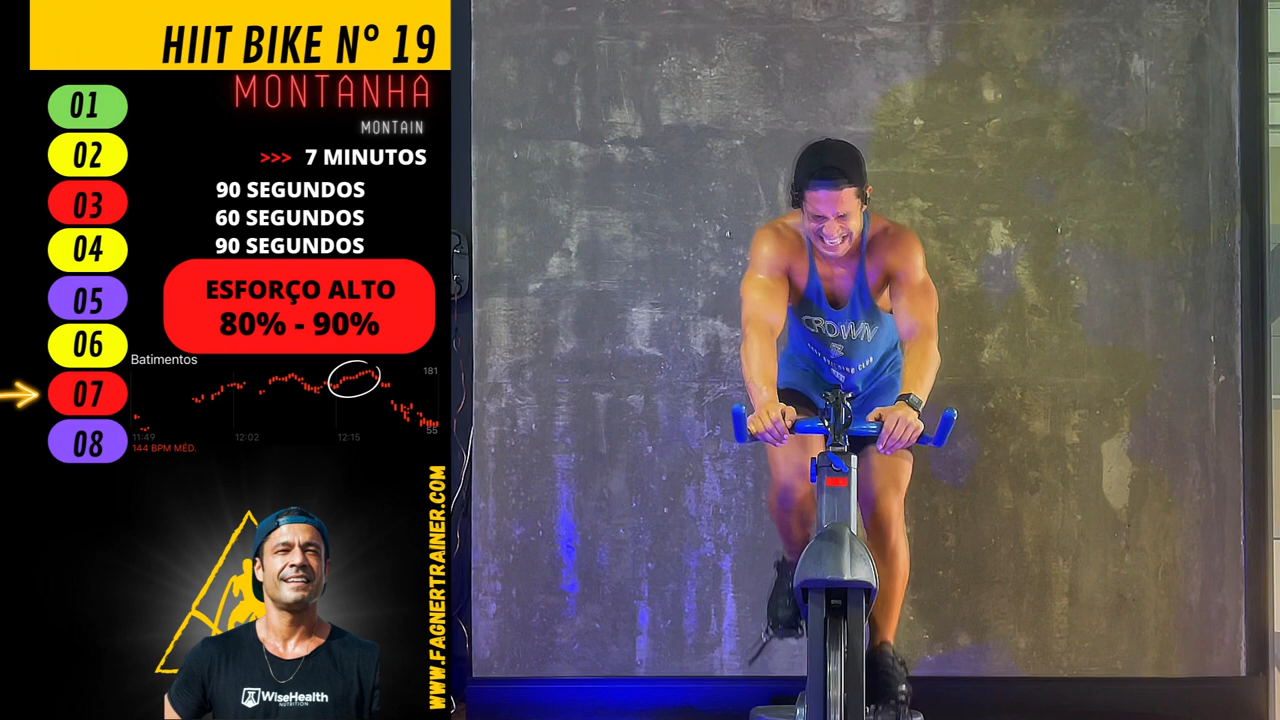 HIIT BIKE Nº 19
MONTANHA
MONTAIN
>>> 7 MINUTOS
90 SEGUNDOS
60 SEGUNDOS
90 SEGUNDOS
ESFORÇO ALTO
80% - 90%
01
02
03
04
05
06
07
08
Batimentos
181
55
11:49
12:02
12:15
144 BPM MÉD.
WWW.FAGNERTRAINER.COM
WiseHealth
NUTRITION
CROWN